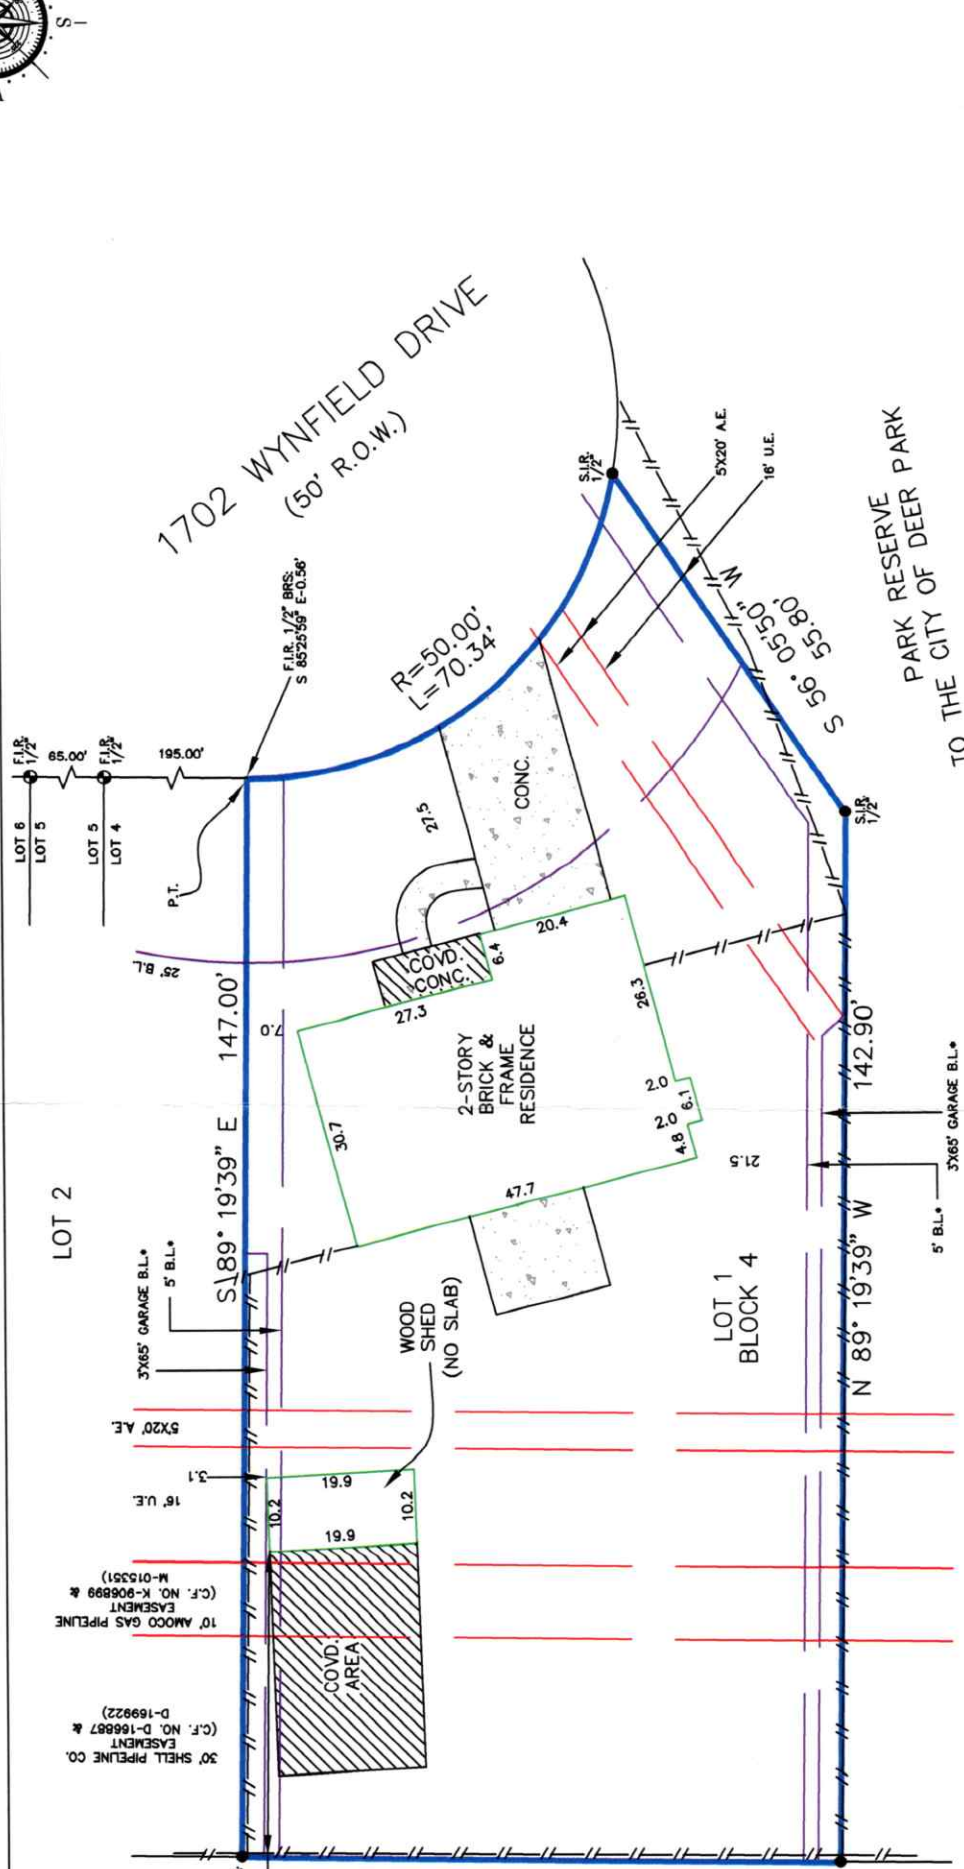 S
1702 WYNFIELD DRIVE
(50' R.O.W.)
F.I.R. 1/2" BRS:
S 85°25'59" E-0.56'
R=50.00'
L=70.34'
S.I.R.
1/2"
5'X20' A.E.
16' U.E.
S 56° 05'50" W
55.80'
PARK RESERVE
TO THE CITY OF DEER PARK
F.I.R.
1/2"
65.00'
F.I.R.
1/2"
195.00'
LOT 6
LOT 5
LOT 5
LOT 4
P.T.
25' B.L.
S 89° 19'39" E 147.00'
7.0
27.5
CONC.
COVD.
CONC.
6.4
20.4
27.3
26.3
2-STORY
BRICK &
FRAME
RESIDENCE
30.7
2.0
6.1
2.0
4.8
47.7
21.5
S.I.R.
1/2"
N 89° 19'39" W 142.90'
3'X65' GARAGE B.L.*
5' B.L.*
LOT 2
3'X65' GARAGE B.L.*
5' B.L.*
WOOD
SHED
(NO SLAB)
LOT 1
BLOCK 4
5'X20' A.E.
3.1
16' U.E.
19.9
10.2
10.2
19.9
10' AMOCO GAS PIPELINE
EASEMENT
(C.F. NO. K-906899 &
M-015351)
COVD.
AREA
30' SHELL PIPELINE CO.
EASEMENT
(C.F. NO. D-166887 &
D-169922)